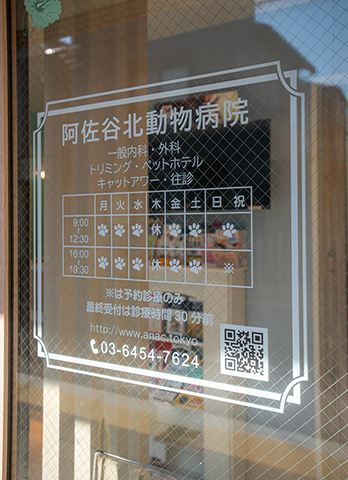 阿佐谷北動物病院
一般内科・外科
トリミング・ペットホテル
キャットアワー・往診
月 火 水 木 金 土 日 祝
9:00 ~ 12:30 休
16:00 ~ 19:30 休 ※
※は予約診療のみ
最終受付は診療時間30分前
http://www.anac.tokyo
03-6454-7624